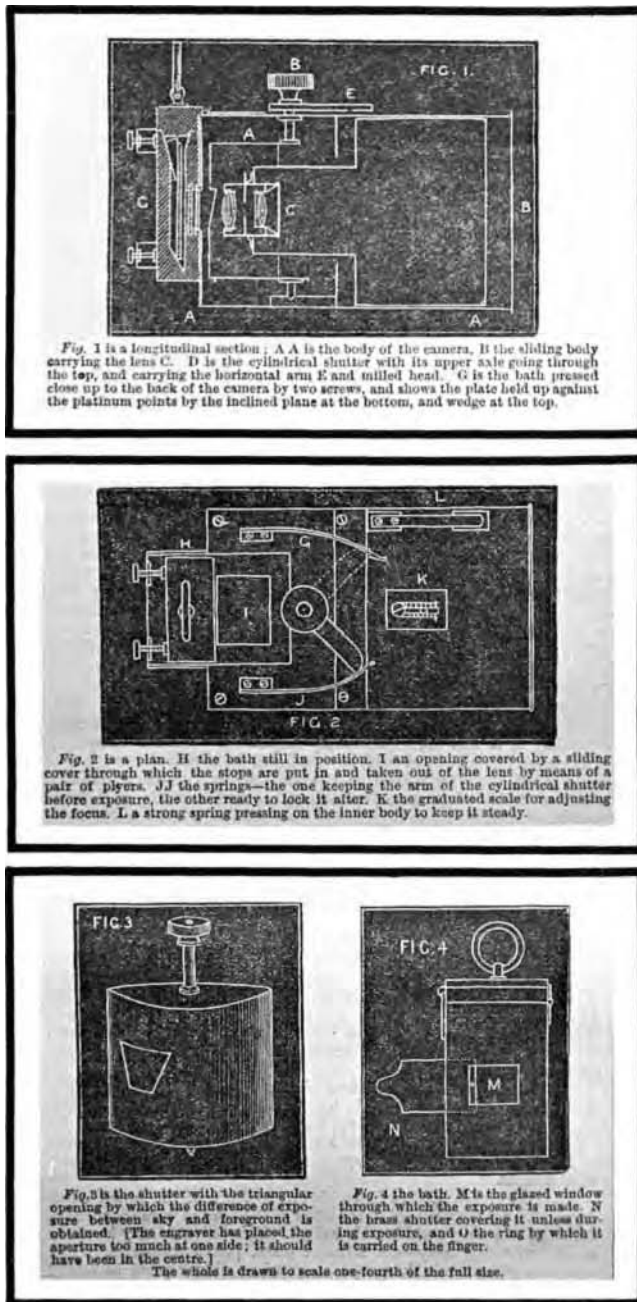 B
FIG. 1.
E
A
G
C
B
A
A
Fig. 1 is a longitudinal section; A A is the body of the camera, B the sliding body
carrying the lens C. D is the cylindrical shutter with its upper axle going through
the top, and carrying the horizontal arm E and milled head. G is the bath pressed
close up to the back of the camera by two screws, and shows the plate held up against
the platinum points by the inclined plane at the bottom, and wedge at the top.
L
H
G
K
I
J
FIG. 2
Fig. 2 is a plan. H the bath still in position. I an opening covered by a sliding
cover through which the stops are put in and taken out of the lens by means of a
pair of plyers. JJ the springs—the one keeping the arm of the cylindrical shutter
before exposure, the other ready to lock it after. K the graduated scale for adjusting
the focus. L a strong spring pressing on the inner body to keep it steady.
FIG. 3
Fig. 3 is the shutter with the triangular
opening by which the difference of expo-
sure between sky and foreground is
obtained. [The engraver has placed the
aperture too much at one side; it should
have been in the centre.]
FIG. 4
M
N
Fig. 4 the bath. M is the glazed window
through which the exposure is made. N
the brass shutter covering it unless dur-
ing exposure, and O the ring by which it
is carried on the finger.
The whole is drawn to scale one-fourth of the full size.